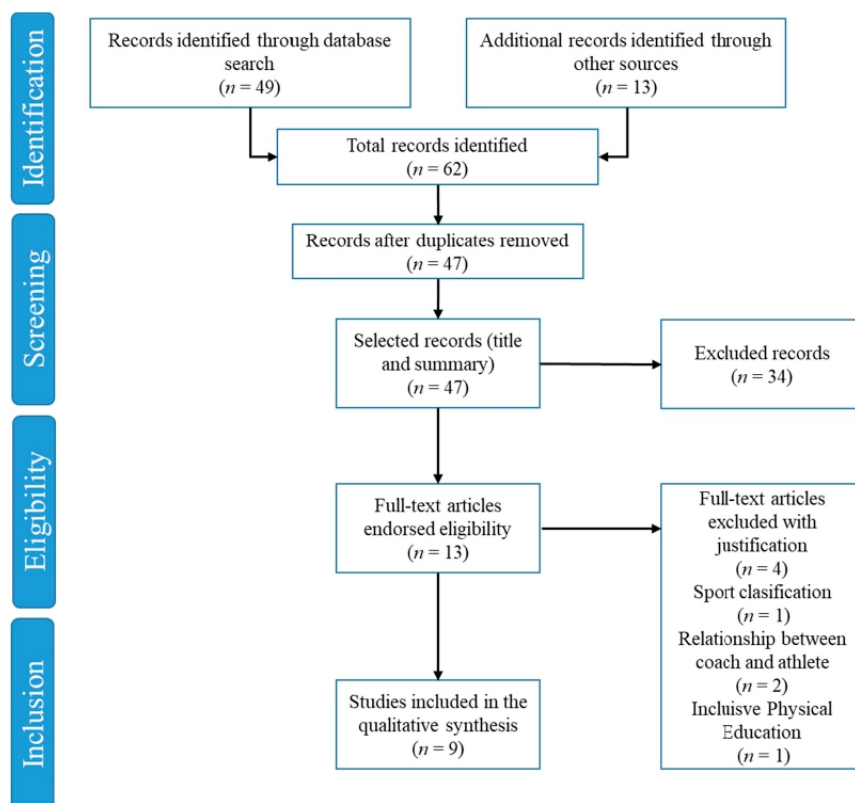 Identification
Records identified through database
search
(n = 49)
Additional records identified through
other sources
(n = 13)
Total records identified
(n = 62)
Screening
Records after duplicates removed
(n = 47)
Selected records (title
and summary)
(n = 47)
Excluded records
(n = 34)
Eligibility
Full-text articles
endorsed eligibility
(n = 13)
Full-text articles
excluded with
justification
(n = 4)
Sport clasification
(n = 1)
Relationship between
coach and athlete
(n = 2)
Incluisve Physical
Education
(n = 1)
Inclusion
Studies included in the
qualitative synthesis
(n = 9)